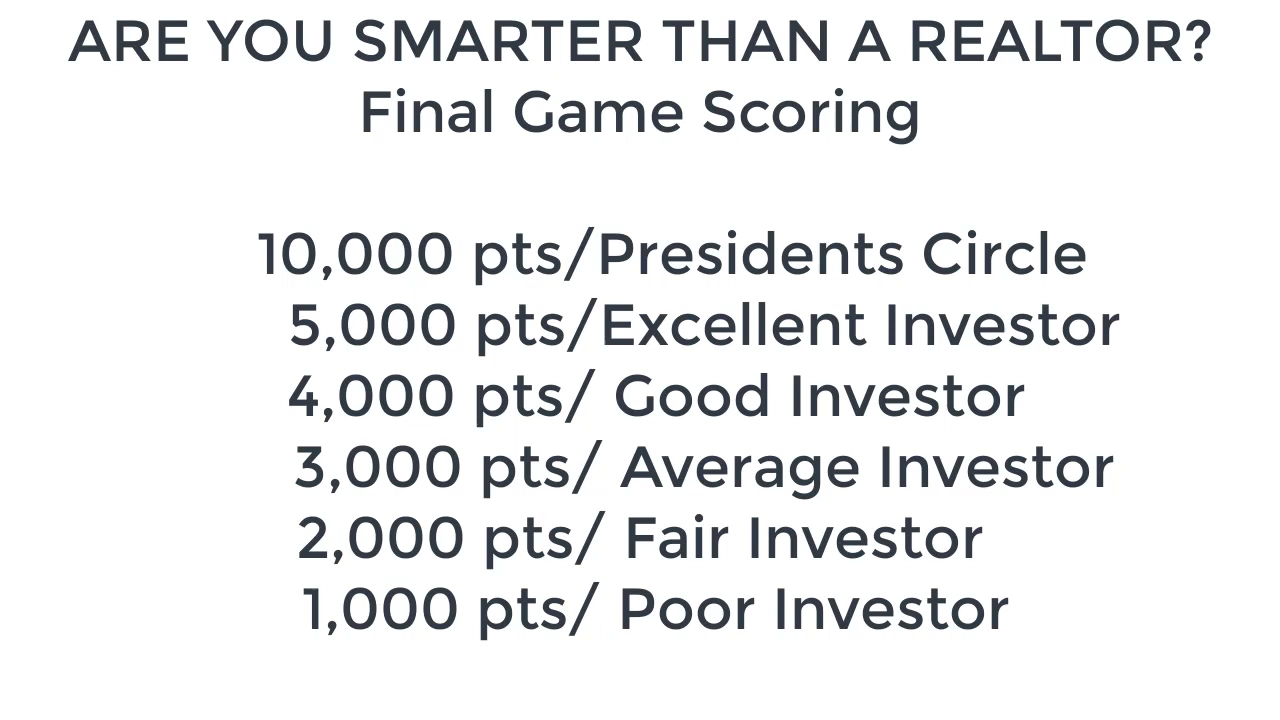 ARE YOU SMARTER THAN A REALTOR?
Final Game Scoring
10,000 pts/Presidents Circle
5,000 pts/Excellent Investor
4,000 pts/ Good Investor
3,000 pts/ Average Investor
2,000 pts/ Fair Investor
1,000 pts/ Poor Investor